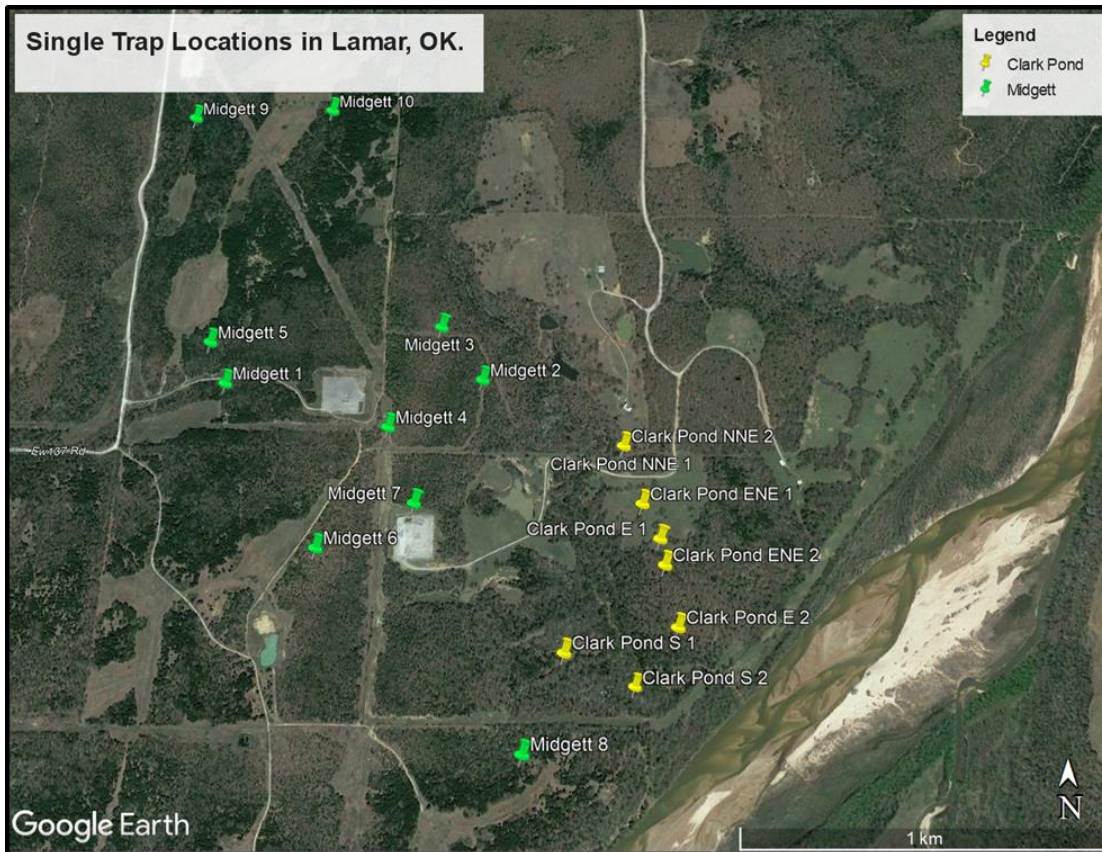 Single Trap Locations in Lamar, OK.
Legend
Clark Pond
Midgett
Midgett 9
Midgett 10
Midgett 5
Midgett 3
Midgett 1
Midgett 2
Midgett 4
Clark Pond NNE 2
Ew137 Rd
Clark Pond NNE 1
Midgett 7
Clark Pond ENE 1
Clark Pond E 1
Midgett 6
Clark Pond ENE 2
Clark Pond E 2
Clark Pond S 1
Clark Pond S 2
Midgett 8
N
Google Earth
1 km